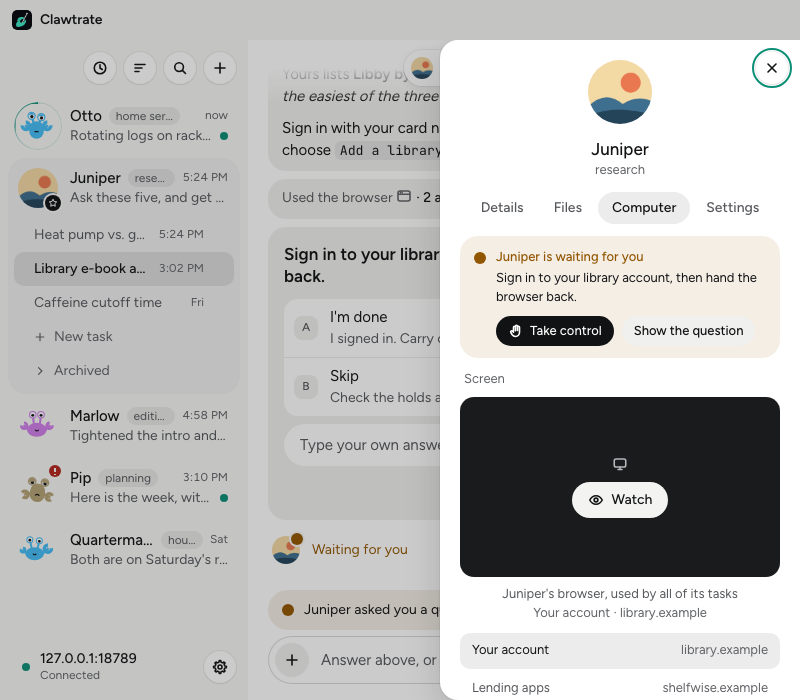 Clawtrate
Otto home ser... now
Rotating logs on rack...
Juniper rese... 5:24 PM
Ask these five, and get ...
Heat pump vs. g... 5:24 PM
Library e-book a... 3:02 PM
Caffeine cutoff time Fri
+ New task
Archived
Marlow editi... 4:58 PM
Tightened the intro and...
Pip planning 3:10 PM
Here is the week, wit...
Quarterma... hou... Sat
Both are on Saturday's r...
127.0.0.1:18789
Connected
Yours lists Libby by
the easiest of the three
Sign in with your card n
choose Add a library
Used the browser · 2 a
Sign in to your librar
back.
A I'm done
I signed in. Carry o
B Skip
Check the holds a
Type your own answe
Waiting for you
Juniper asked you a q
Answer above, or
Juniper
research
Details Files Computer Settings
Juniper is waiting for you
Sign in to your library account, then hand the
browser back.
Take control Show the question
Screen
Watch
Juniper's browser, used by all of its tasks
Your account · library.example
Your account library.example
Lending apps shelfwise.example